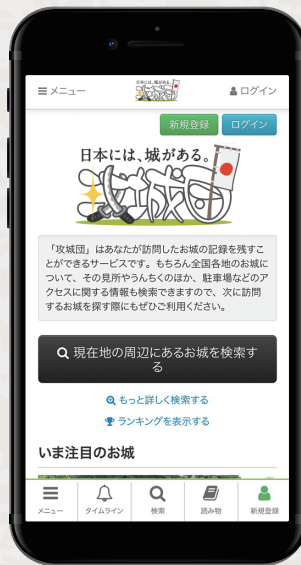 メニュー
日本には、城がある。
攻城団
ログイン
新規登録
ログイン
日本には、城がある。
攻城団
「攻城団」はあなたが訪問したお城の記録を残すこ
とができるサービスです。もちろん全国各地のお城に
ついて、その見所やうんちくのほか、駐車場などのア
クセスに関する情報も検索できますので、次に訪問
するお城を探す際にもぜひご利用ください。
現在地の周辺にあるお城を検索す
る
もっと詳しく検索する
ランキングを表示する
いま注目のお城
メニュー
タイムライン
検索
読み物
新規登録